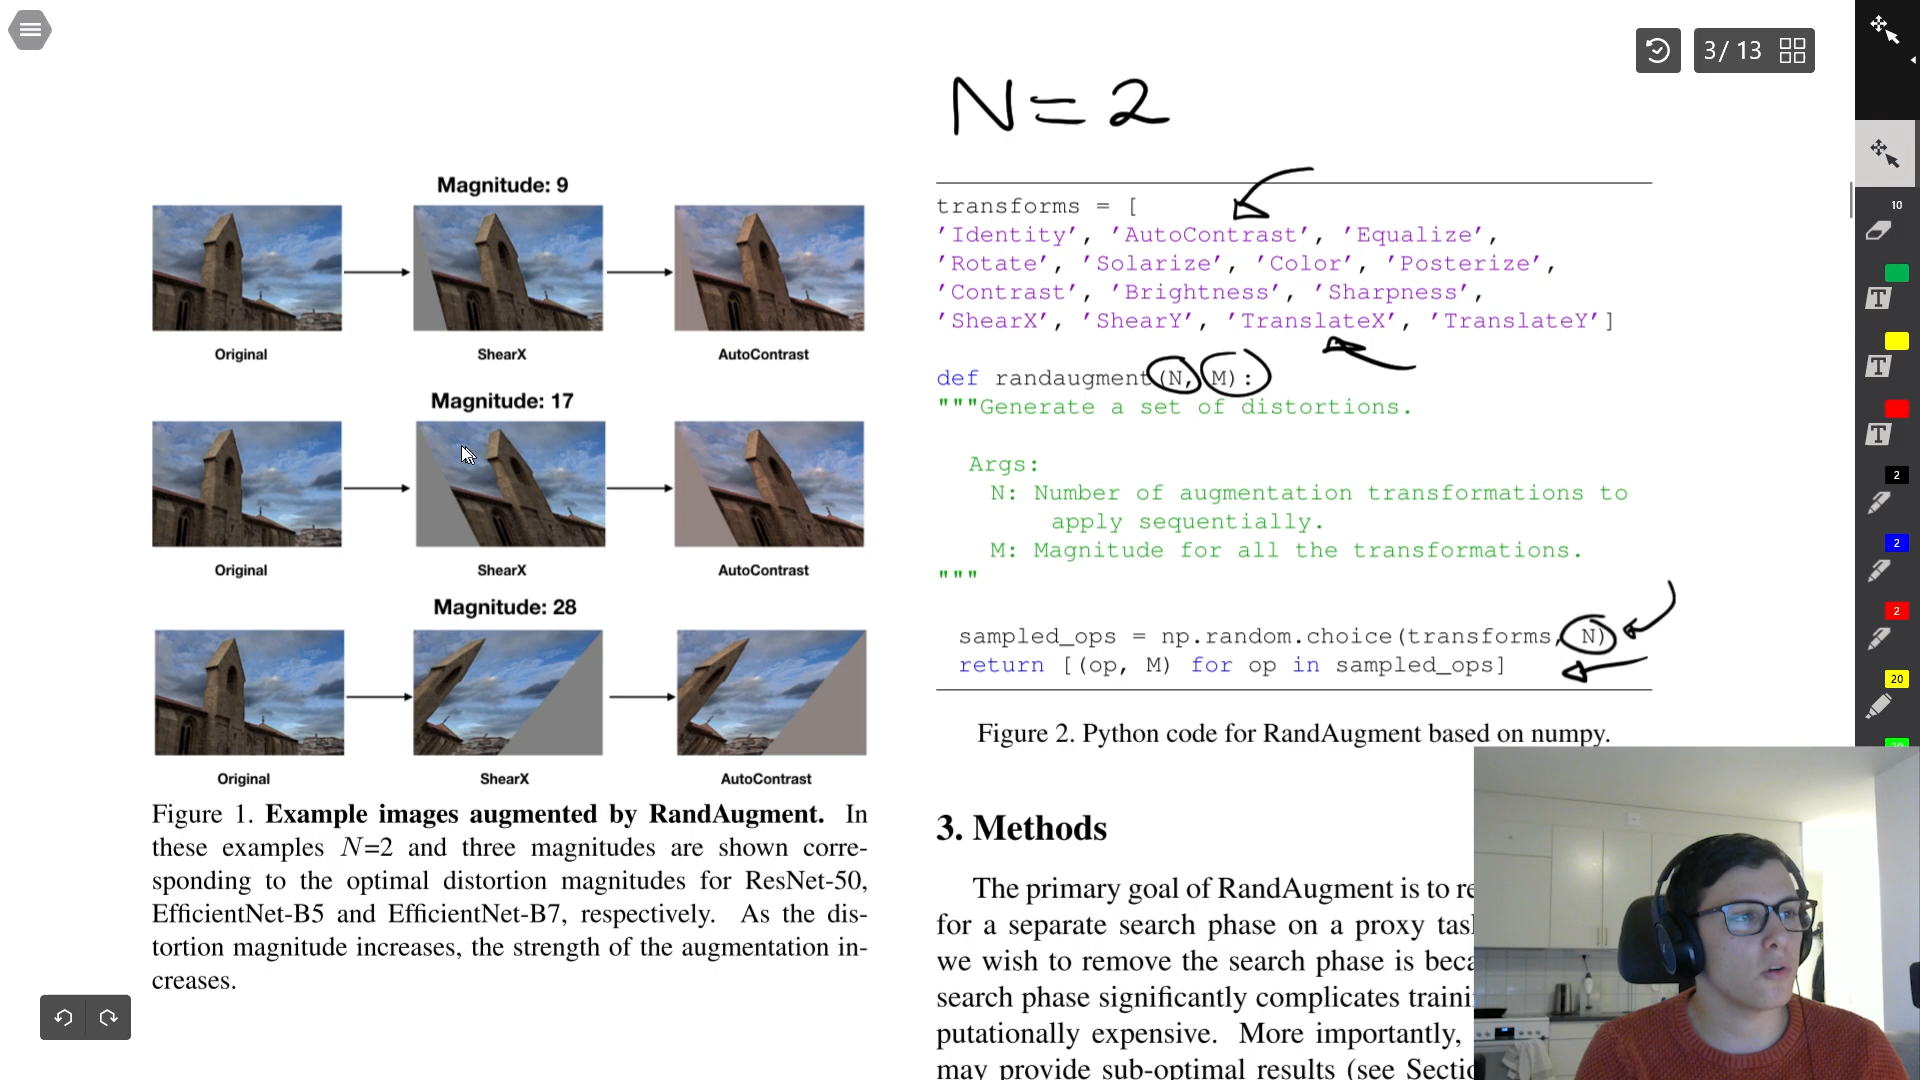 3/ 13
N=2
Magnitude: 9
Original
ShearX
AutoContrast
Magnitude: 17
Original
ShearX
AutoContrast
Magnitude: 28
Original
ShearX
AutoContrast
Figure 1. Example images augmented by RandAugment. In
these examples N=2 and three magnitudes are shown corre-
sponding to the optimal distortion magnitudes for ResNet-50,
EfficientNet-B5 and EfficientNet-B7, respectively. As the dis-
tortion magnitude increases, the strength of the augmentation in-
creases.
transforms = [
'Identity', 'AutoContrast', 'Equalize',
'Rotate', 'Solarize', 'Color', 'Posterize',
'Contrast', 'Brightness', 'Sharpness',
'ShearX', 'ShearY', 'TranslateX', 'TranslateY']
def randaugment(N, M):
"""Generate a set of distortions.
Args:
N: Number of augmentation transformations to
apply sequentially.
M: Magnitude for all the transformations.
"""
sampled_ops = np.random.choice(transforms, N)
return [(op, M) for op in sampled_ops]
Figure 2. Python code for RandAugment based on numpy.
3. Methods
The primary goal of RandAugment is to
for a separate search phase on a proxy
we wish to remove the search phase is
search phase significantly complicates
putationally expensive. More importantly,
may provide sub-optimal results (see
10
T
T
T
2
2
2
20